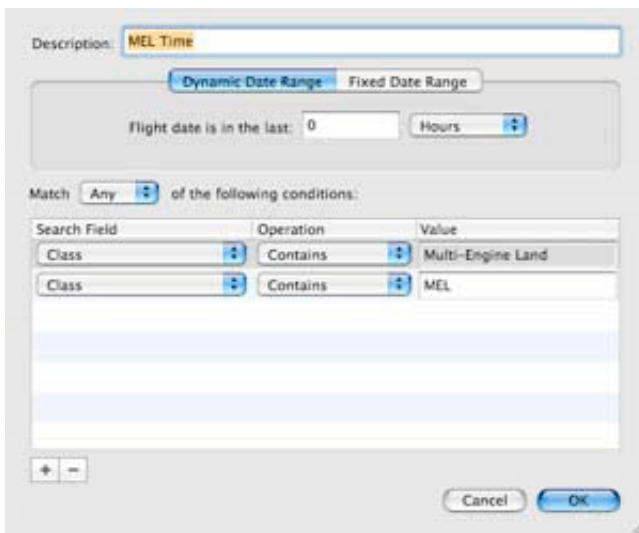 Description: MEL Time
Dynamic Date Range Fixed Date Range
Flight date is in the last: 0 Hours
Match Any of the following conditions:
Search Field Operation Value
Class Contains Multi-Engine Land
Class Contains MEL
+ −
Cancel OK